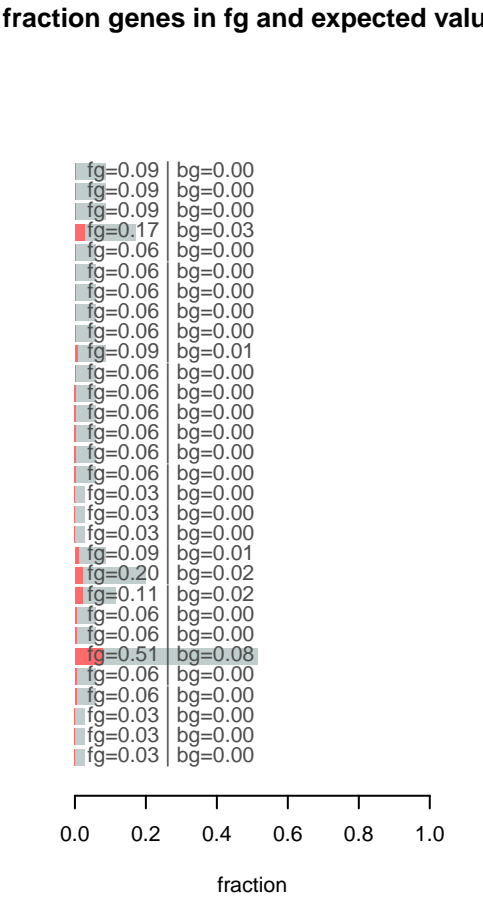 fraction genes in fg and expected valu
fg=0.09 | bg=0.00
fg=0.09 | bg=0.00
fg=0.09 | bg=0.00
fg=0.17 | bg=0.03
fg=0.06 | bg=0.00
fg=0.06 | bg=0.00
fg=0.06 | bg=0.00
fg=0.06 | bg=0.00
fg=0.06 | bg=0.00
fg=0.09 | bg=0.01
fg=0.06 | bg=0.00
fg=0.06 | bg=0.00
fg=0.06 | bg=0.00
fg=0.06 | bg=0.00
fg=0.06 | bg=0.00
fg=0.06 | bg=0.00
fg=0.03 | bg=0.00
fg=0.03 | bg=0.00
fg=0.03 | bg=0.00
fg=0.09 | bg=0.01
fg=0.20 | bg=0.02
fg=0.11 | bg=0.02
fg=0.06 | bg=0.00
fg=0.06 | bg=0.00
fg=0.51 | bg=0.08
fg=0.06 | bg=0.00
fg=0.06 | bg=0.00
fg=0.03 | bg=0.00
fg=0.03 | bg=0.00
fg=0.03 | bg=0.00
0.0 0.2 0.4 0.6 0.8 1.0
fraction